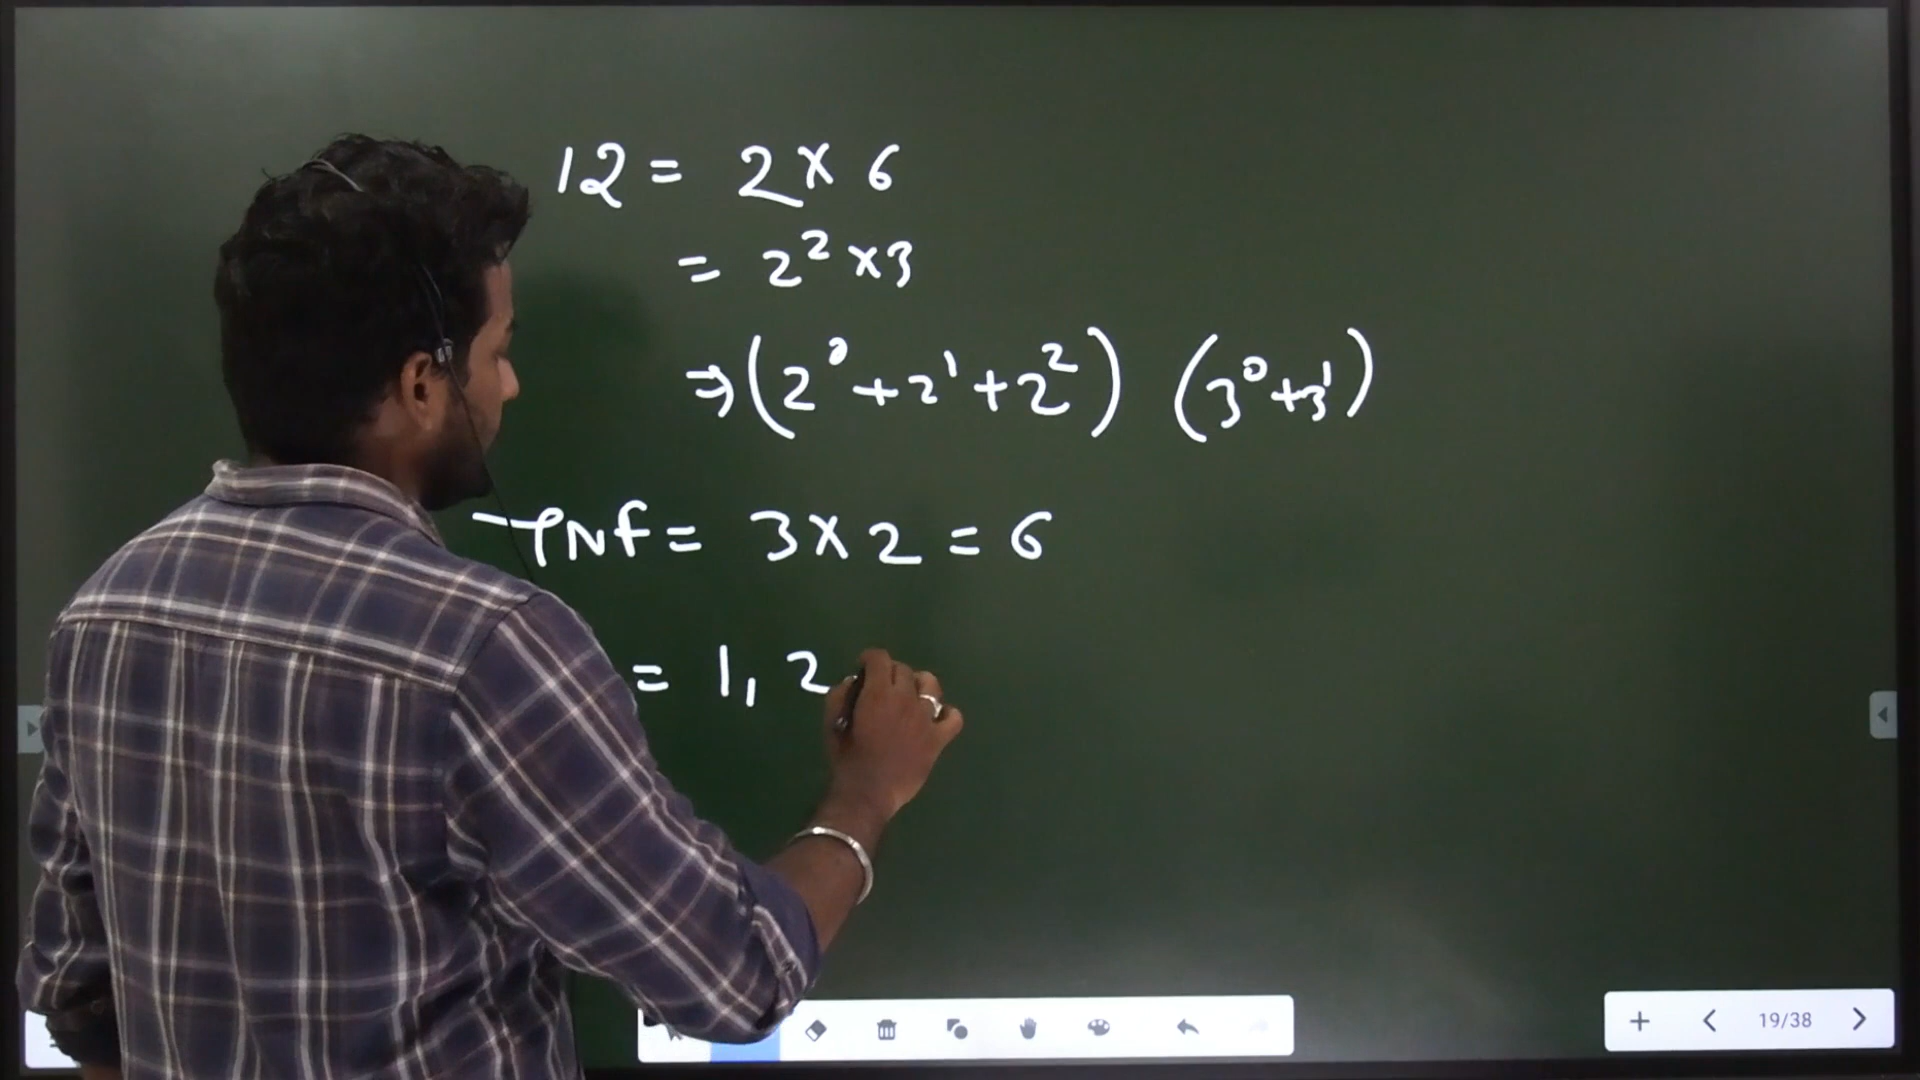 12 = 2 × 6
= 2² × 3
⇒ (2⁰ + 2¹ + 2²) (3⁰ + 3¹)
TNf = 3 × 2 = 6
= 1, 2
19/38